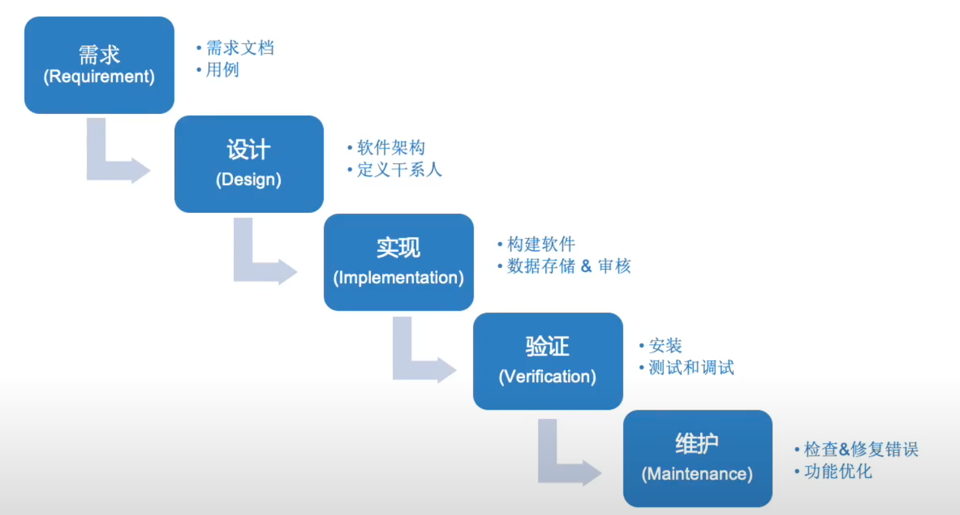 需求
(Requirement)
• 需求文档
• 用例
设计
(Design)
• 软件架构
• 定义干系人
实现
(Implementation)
• 构建软件
• 数据存储 & 审核
验证
(Verification)
• 安装
• 测试和调试
维护
(Maintenance)
• 检查&修复错误
• 功能优化